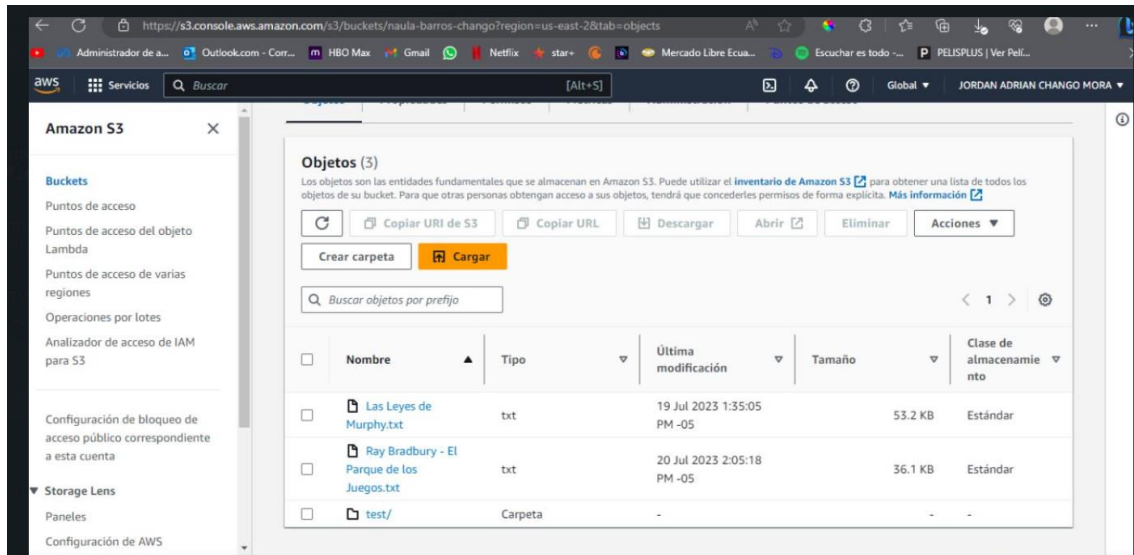 https://s3.console.aws.amazon.com/s3/buckets/naula-barros-chango?region=us-east-2&tab=objects
Administrador de a...
Outlook.com - Corr...
HBO Max
Gmail
Netflix
star+
Mercado Libre Ecua...
Escuchar es todo -...
PELISPLUS | Ver Pelí...
aws
Servicios
Buscar
[Alt+S]
Global
JORDAN ADRIAN CHANGO MORA
Amazon S3
Buckets
Puntos de acceso
Puntos de acceso del objeto
Lambda
Puntos de acceso de varias
regiones
Operaciones por lotes
Analizador de acceso de IAM
para S3
Configuración de bloqueo de
acceso público correspondiente
a esta cuenta
Storage Lens
Paneles
Configuración de AWS
Objetos (3)
Los objetos son las entidades fundamentales que se almacenan en Amazon S3. Puede utilizar el inventario de Amazon S3 para obtener una lista de todos los
objetos de su bucket. Para que otras personas obtengan acceso a sus objetos, tendrá que concederles permisos de forma explícita. Más información
Copiar URI de S3
Copiar URL
Descargar
Abrir
Eliminar
Acciones
Crear carpeta
Cargar
Buscar objetos por prefijo
1
Nombre
Tipo
Última
modificación
Tamaño
Clase de
almacenamie
nto
Las Leyes de
Murphy.txt
txt
19 Jul 2023 1:35:05
PM -05
53.2 KB
Estándar
Ray Bradbury - El
Parque de los
Juegos.txt
txt
20 Jul 2023 2:05:18
PM -05
36.1 KB
Estándar
test/
Carpeta
-
-
-